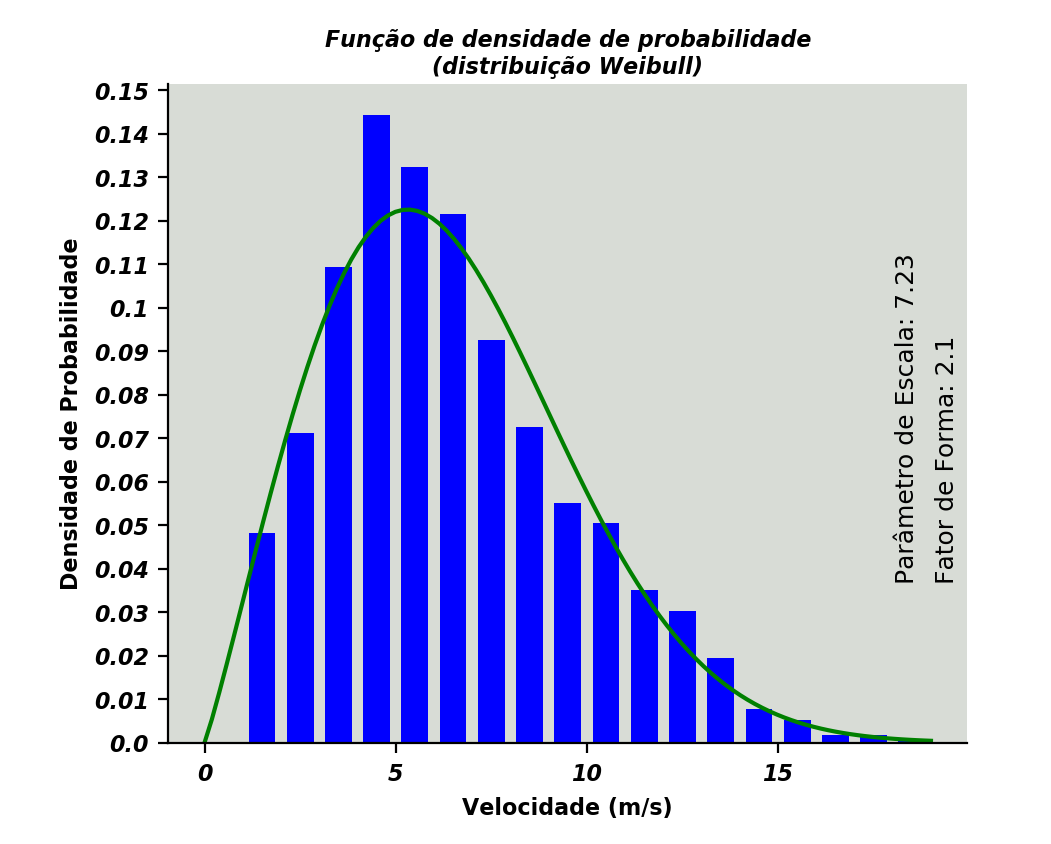 Função de densidade de probabilidade
(distribuição Weibull)
Densidade de Probabilidade
0.15
0.14
0.13
0.12
0.11
0.1
0.09
0.08
0.07
0.06
0.05
0.04
0.03
0.02
0.01
0.0
0 5 10 15
Velocidade (m/s)
Parâmetro de Escala: 7.23
Fator de Forma: 2.1